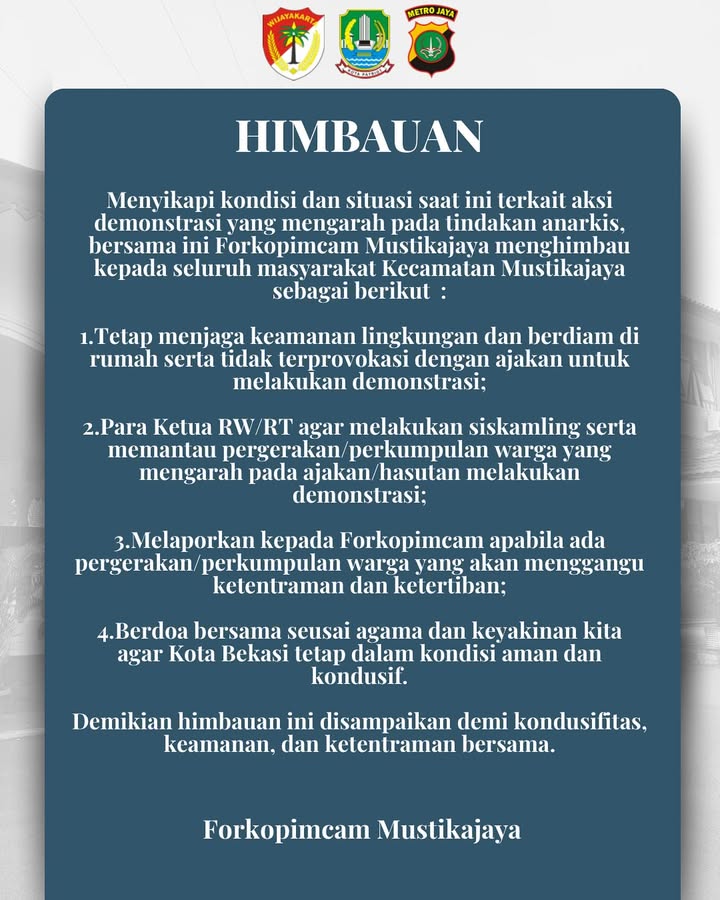 WIJAYAKARTA
KOTA PATRIOT
METRO JAYA
HIMBAUAN
Menyikapi kondisi dan situasi saat ini terkait aksi
demonstrasi yang mengarah pada tindakan anarkis,
bersama ini Forkopimcam Mustikajaya menghimbau
kepada seluruh masyarakat Kecamatan Mustikajaya
sebagai berikut :
1.Tetap menjaga keamanan lingkungan dan berdiam di
rumah serta tidak terprovokasi dengan ajakan untuk
melakukan demonstrasi;
2.Para Ketua RW/RT agar melakukan siskamling serta
memantau pergerakan/perkumpulan warga yang
mengarah pada ajakan/hasutan melakukan
demonstrasi;
3.Melaporkan kepada Forkopimcam apabila ada
pergerakan/perkumpulan warga yang akan menggangu
ketentraman dan ketertiban;
4.Berdoa bersama seusai agama dan keyakinan kita
agar Kota Bekasi tetap dalam kondisi aman dan
kondusif.
Demikian himbauan ini disampaikan demi kondusifitas,
keamanan, dan ketentraman bersama.
Forkopimcam Mustikajaya